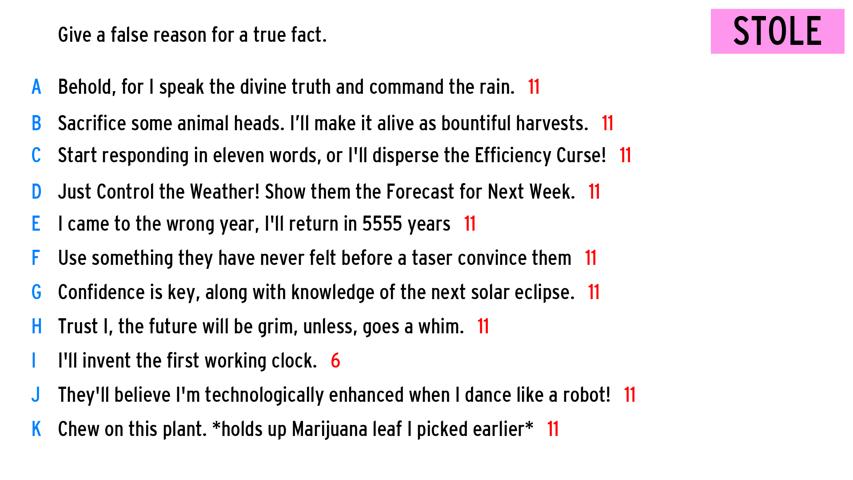 Give a false reason for a true fact.
STOLE
A Behold, for I speak the divine truth and command the rain. 11
B Sacrifice some animal heads. I'll make it alive as bountiful harvests. 11
C Start responding in eleven words, or I'll disperse the Efficiency Curse! 11
D Just Control the Weather! Show them the Forecast for Next Week. 11
E I came to the wrong year, I'll return in 5555 years 11
F Use something they have never felt before a taser convince them 11
G Confidence is key, along with knowledge of the next solar eclipse. 11
H Trust I, the future will be grim, unless, goes a whim. 11
I I'll invent the first working clock. 6
J They'll believe I'm technologically enhanced when I dance like a robot! 11
K Chew on this plant. *holds up Marijuana leaf I picked earlier* 11